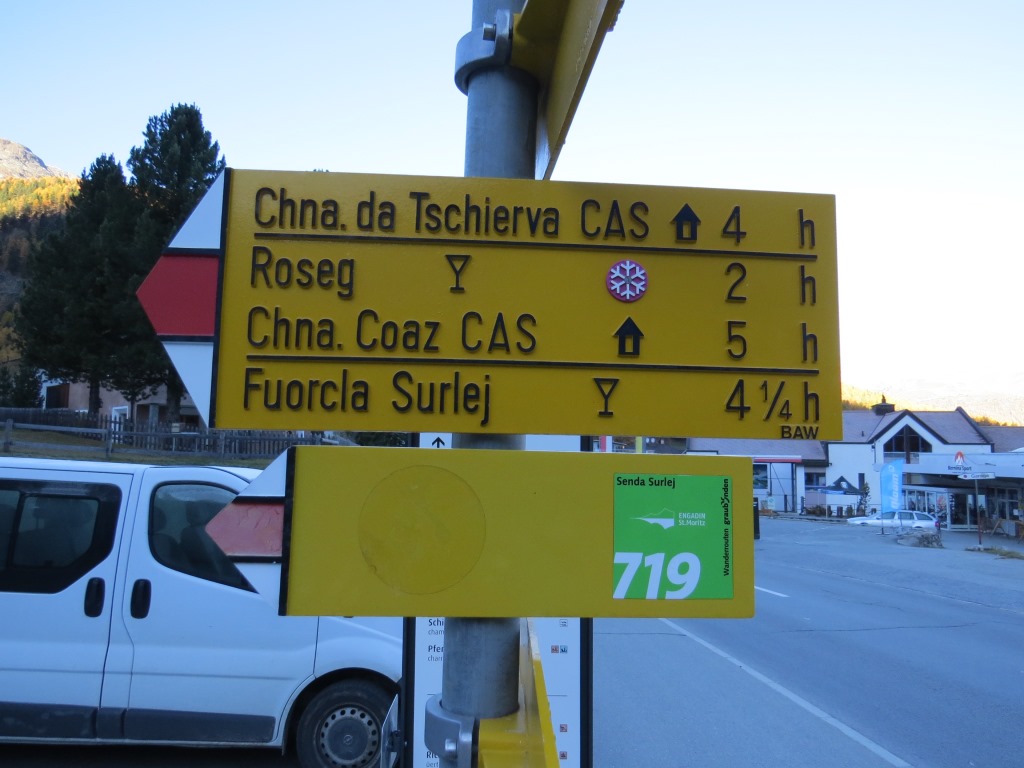 Chna. da Tschierva CAS 4 h
Roseg 2 h
Chna. Coaz CAS 5 h
Fuorcla Surlej 4 1/4 h
BAW
Senda Surlej
ENGADIN
St. Moritz
719
Wanderrouten graubünden